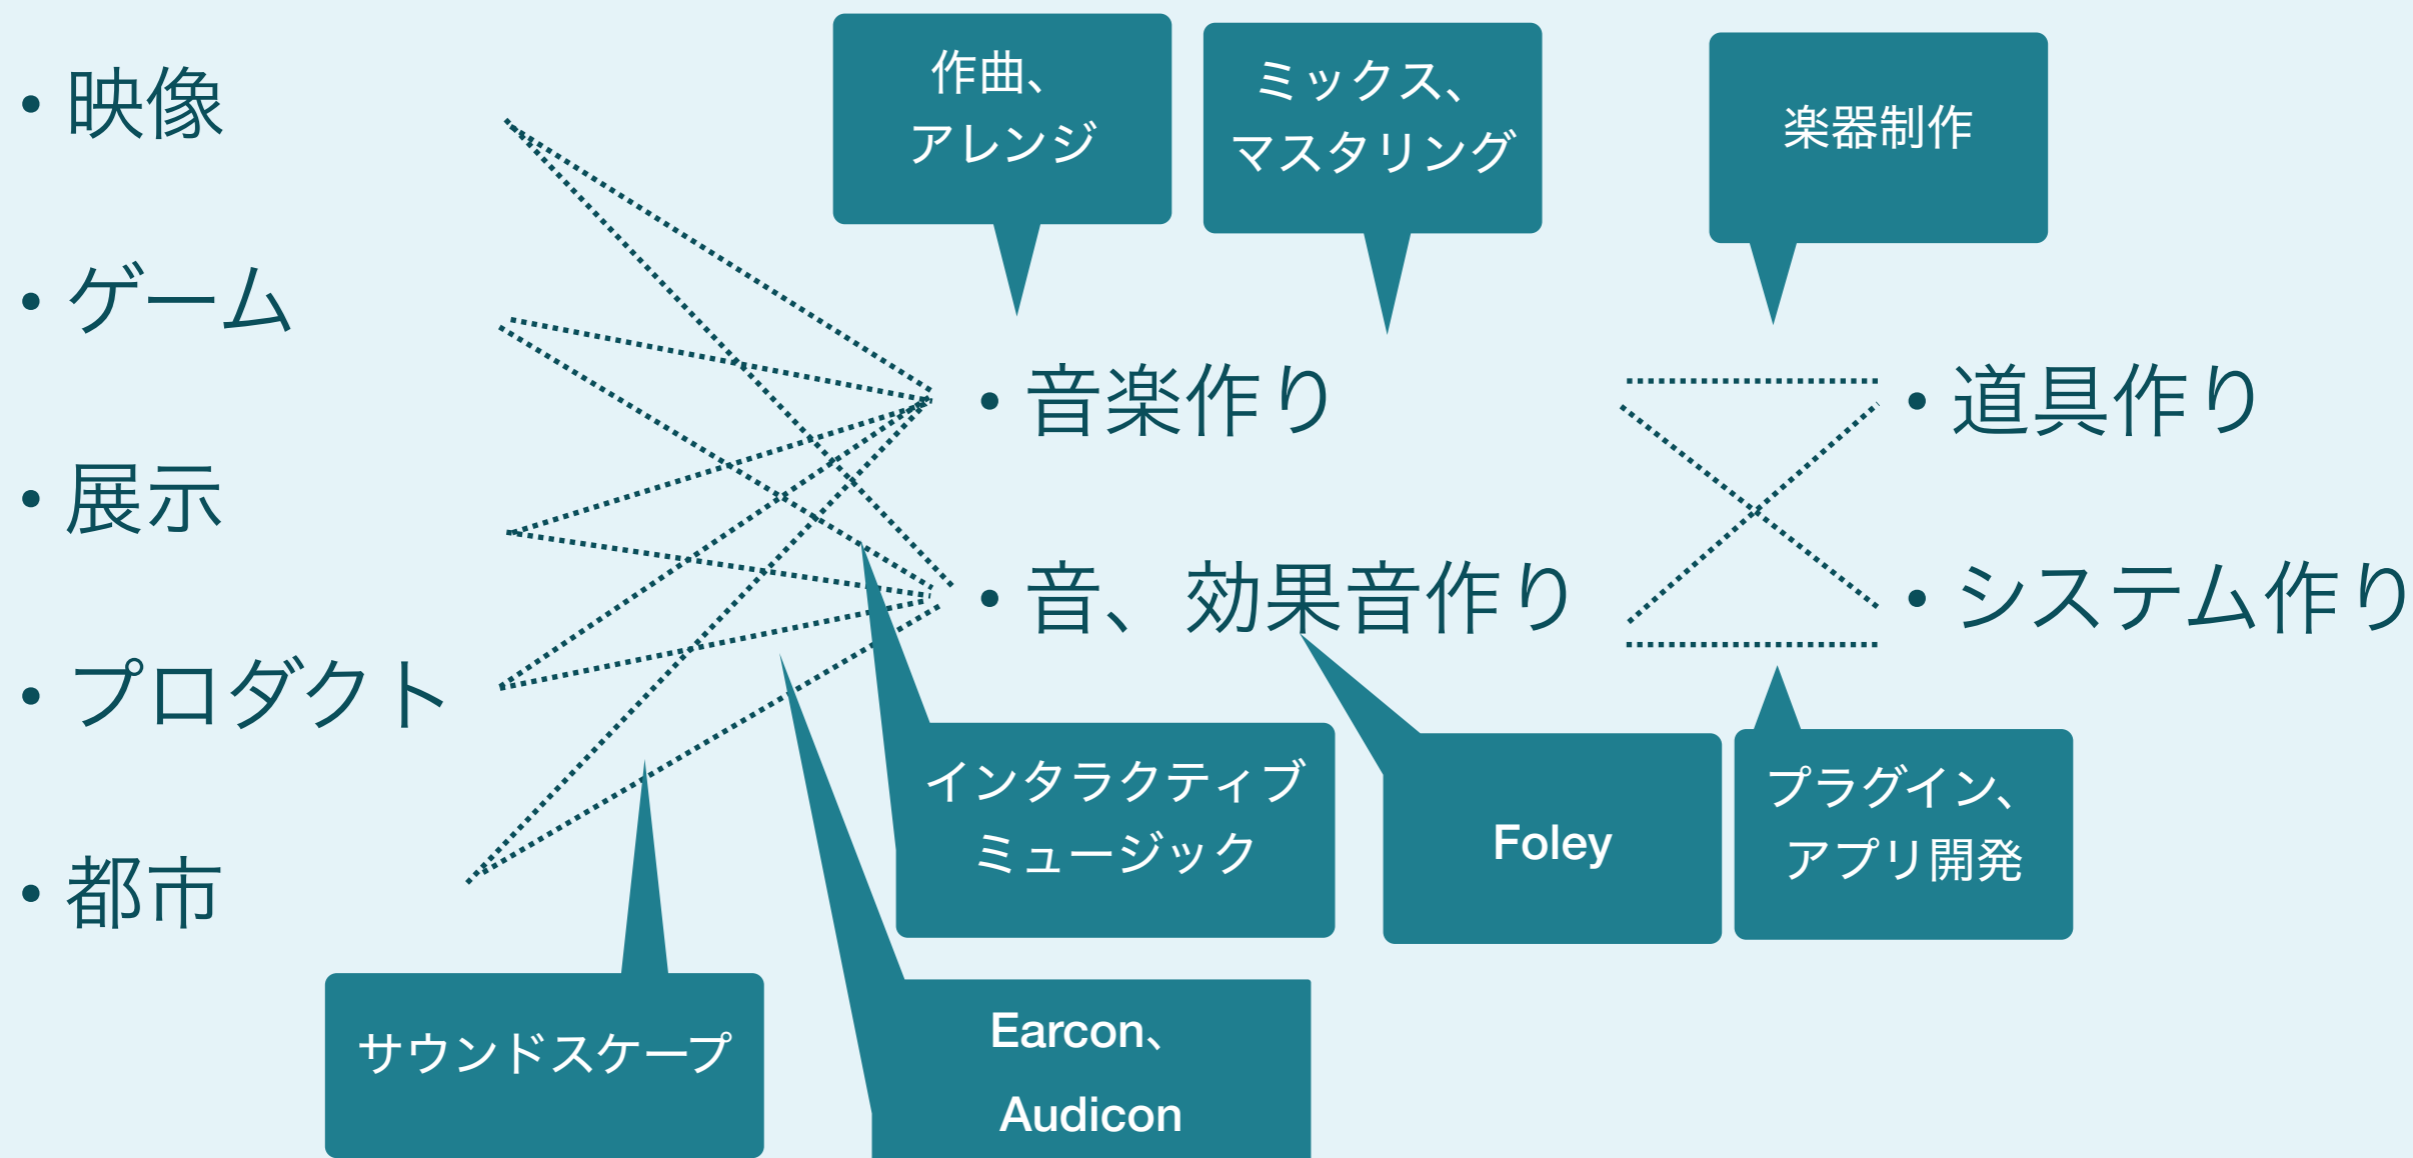 ・映像
・ゲーム
・展示
・プロダクト
・都市
作曲、
アレンジ
ミックス、
マスタリング
楽器制作
・音楽作り
・音、効果音作り
・道具作り
・システム作り
インタラクティブ
ミュージック
Foley
プラグイン、
アプリ開発
サウンドスケープ
Earcon、
Audicon